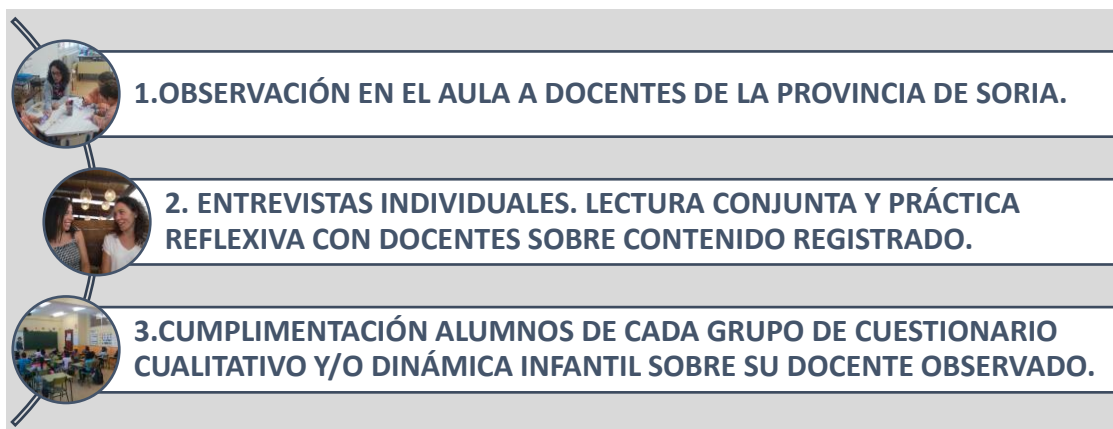 1.OBSERVACIÓN EN EL AULA A DOCENTES DE LA PROVINCIA DE SORIA.
2. ENTREVISTAS INDIVIDUALES. LECTURA CONJUNTA Y PRÁCTICA
REFLEXIVA CON DOCENTES SOBRE CONTENIDO REGISTRADO.
3.CUMPLIMENTACIÓN ALUMNOS DE CADA GRUPO DE CUESTIONARIO
CUALITATIVO Y/O DINÁMICA INFANTIL SOBRE SU DOCENTE OBSERVADO.